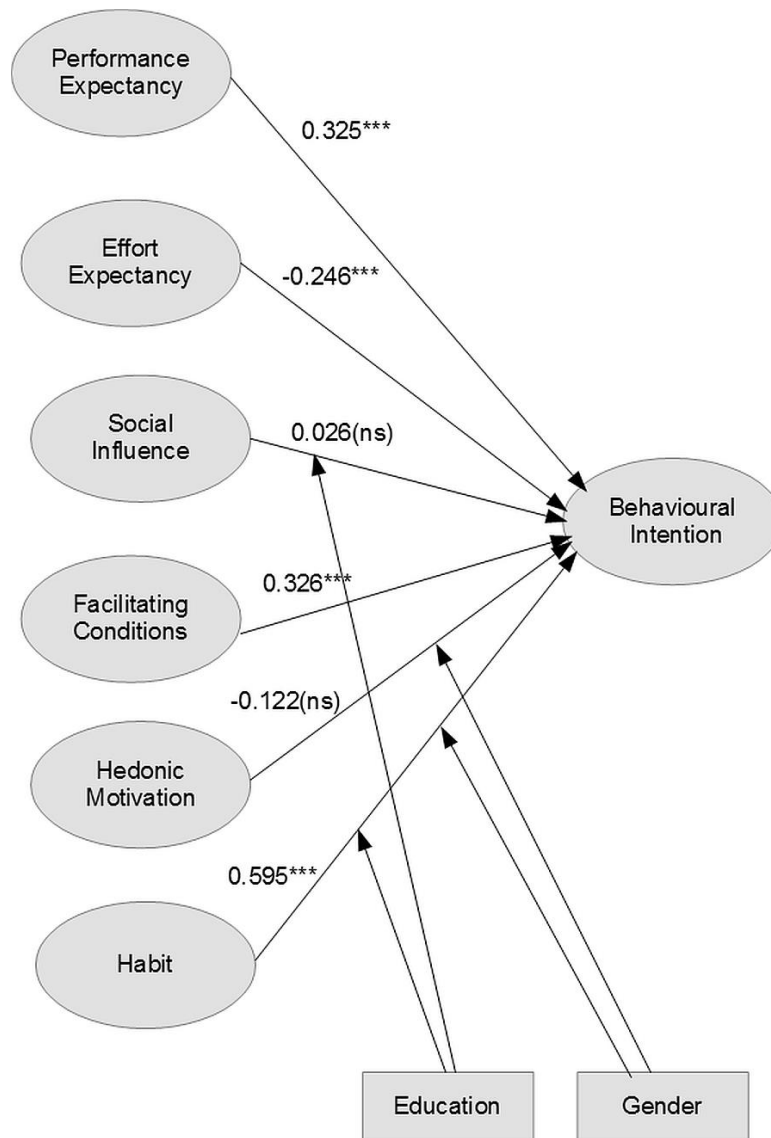 Performance
Expectancy
0.325***
Effort
Expectancy
-0.246***
Social
Influence
0.026(ns)
Behavioural
Intention
Facilitating
Conditions
0.326***
-0.122(ns)
Hedonic
Motivation
0.595***
Habit
Education
Gender